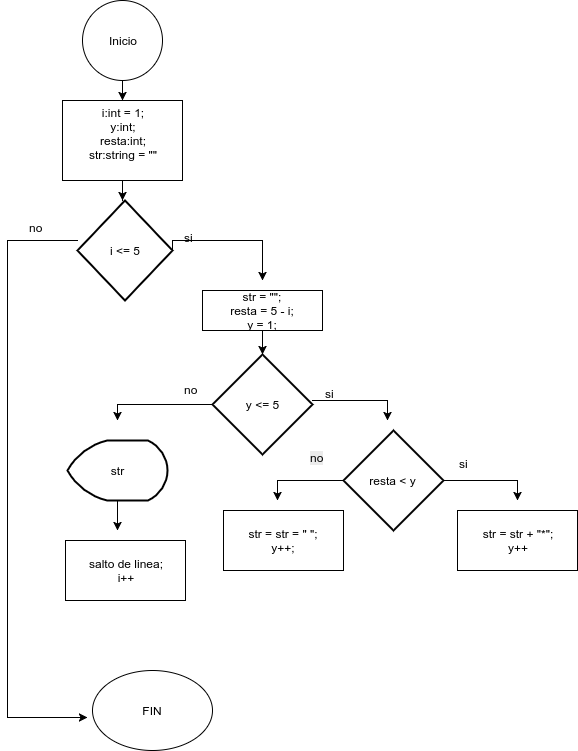 Inicio
i:int = 1;
y:int;
resta:int;
str:string = ""
no
si
i <= 5
str = "";
resta = 5 - i;
y = 1;
no
si
y <= 5
no
si
str
resta < y
str = str = " ";
y++;
str = str + "*";
y++
salto de linea;
i++
FIN